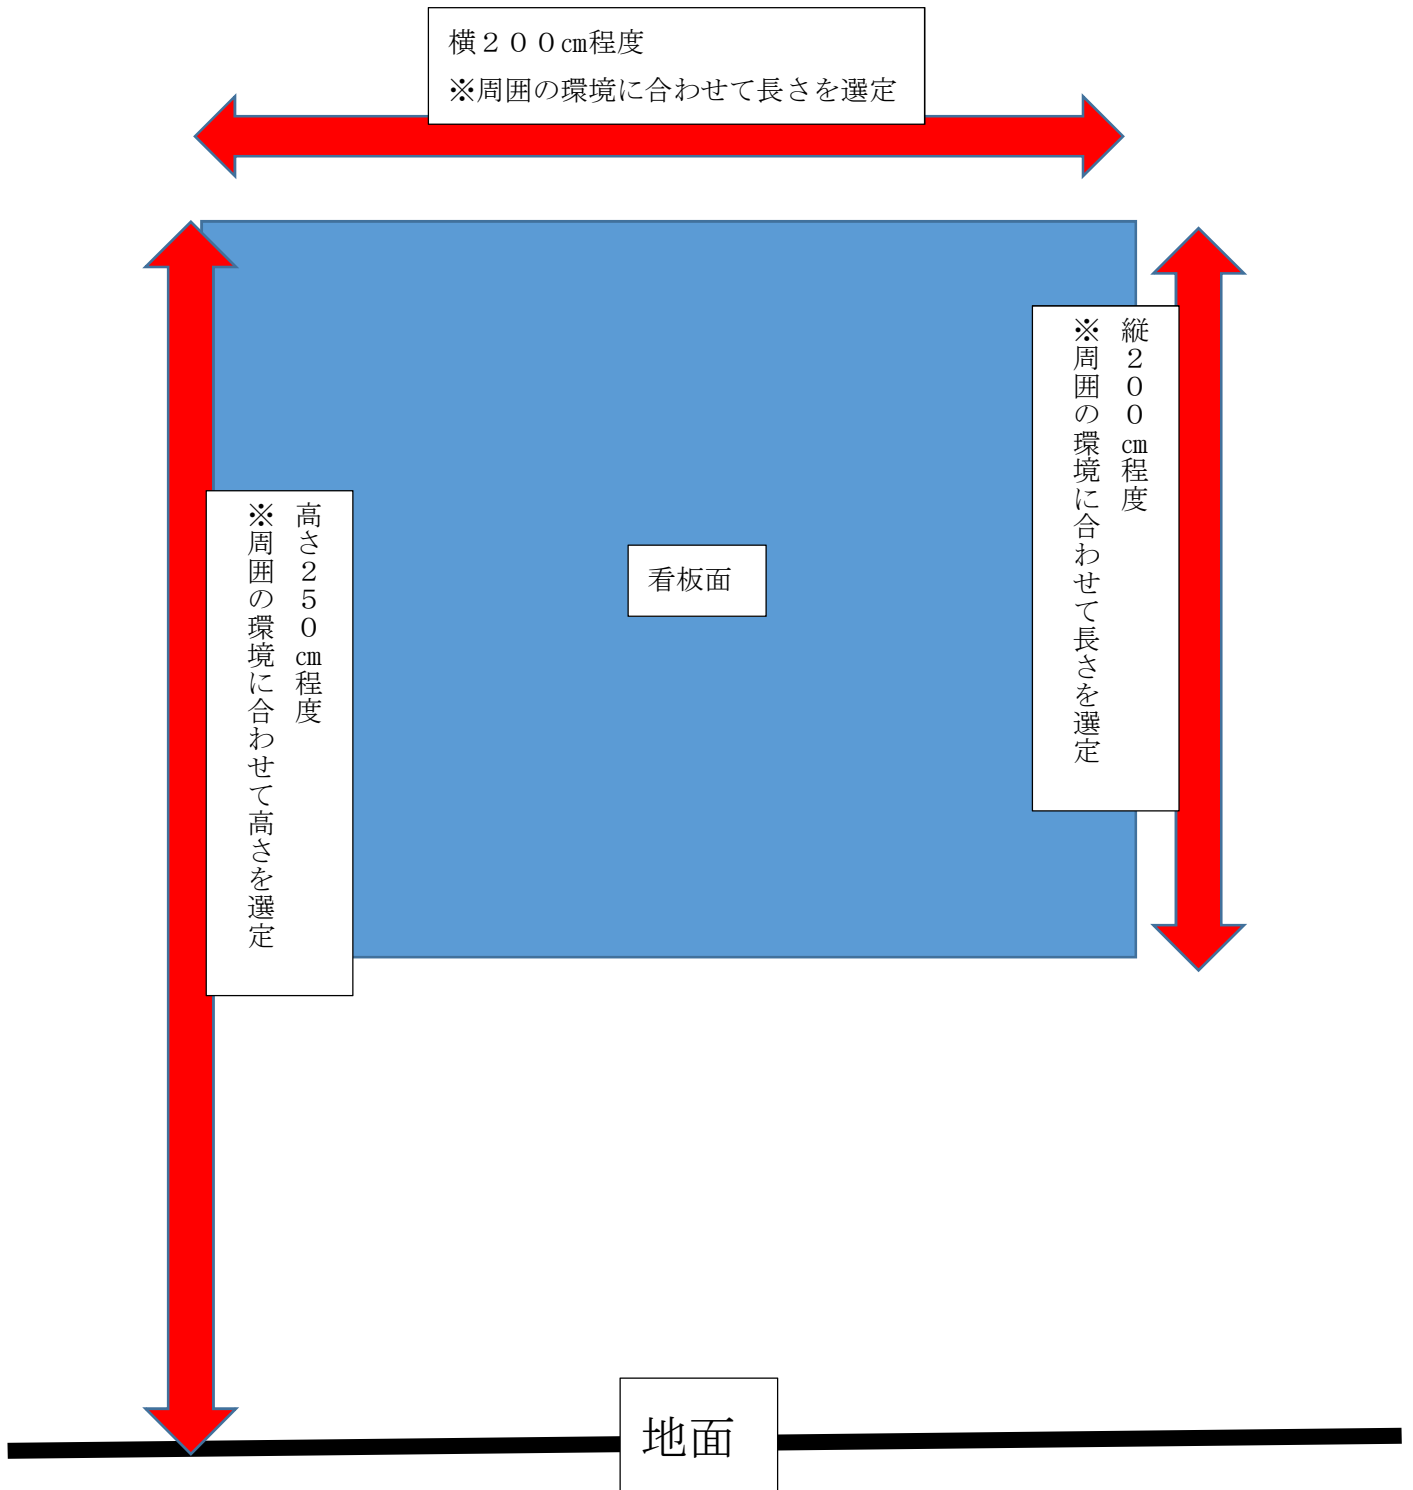 横２００㎝程度
※周囲の環境に合わせて長さを選定
縦２００㎝程度
※周囲の環境に合わせて長さを選定
高さ２５０㎝程度
※周囲の環境に合わせて高さを選定
看板面
地面